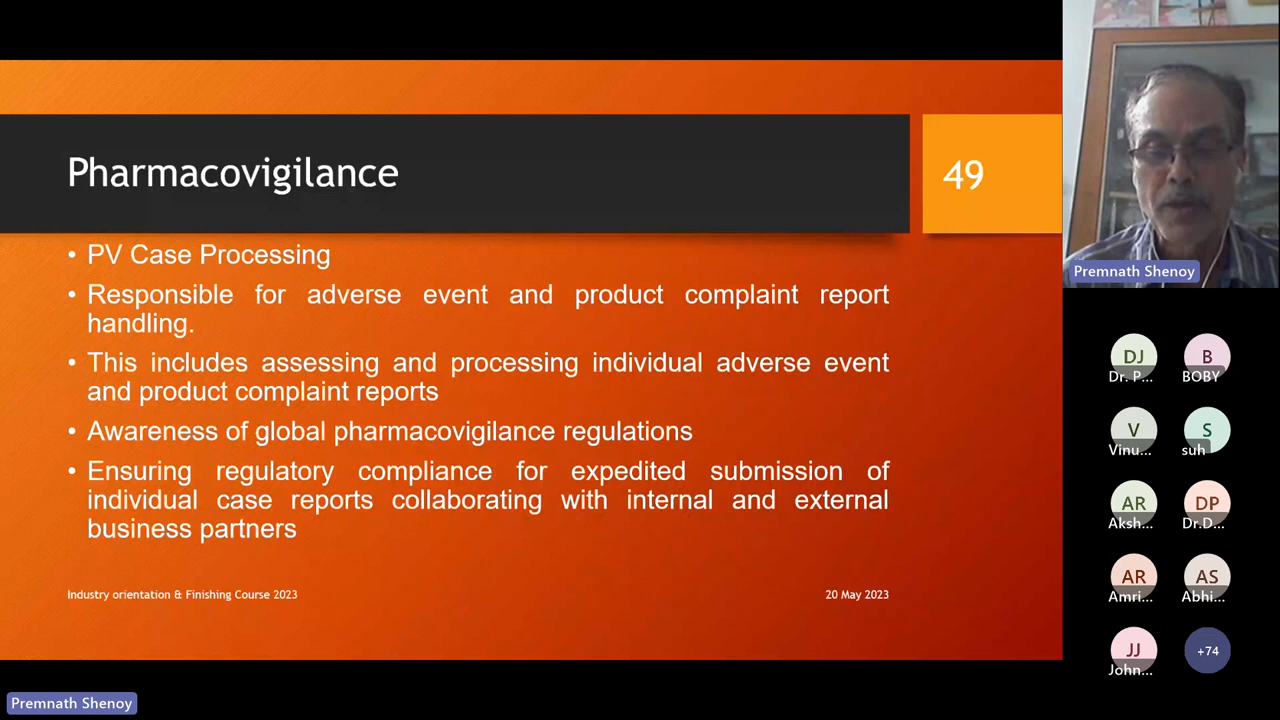 Pharmacovigilance
49
• PV Case Processing
• Responsible for adverse event and product complaint report
handling.
• This includes assessing and processing individual adverse event
and product complaint reports
• Awareness of global pharmacovigilance regulations
• Ensuring regulatory compliance for expedited submission of
individual case reports collaborating with internal and external
business partners
Industry orientation & Finishing Course 2023
20 May 2023
Premnath Shenoy
DJ
B
Dr. P...
BOBY
V
S
Vinu...
suh
AR
DP
Aksh...
Dr.D...
AR
AS
Amri...
Abhi...
JJ
+74
John...
Premnath Shenoy